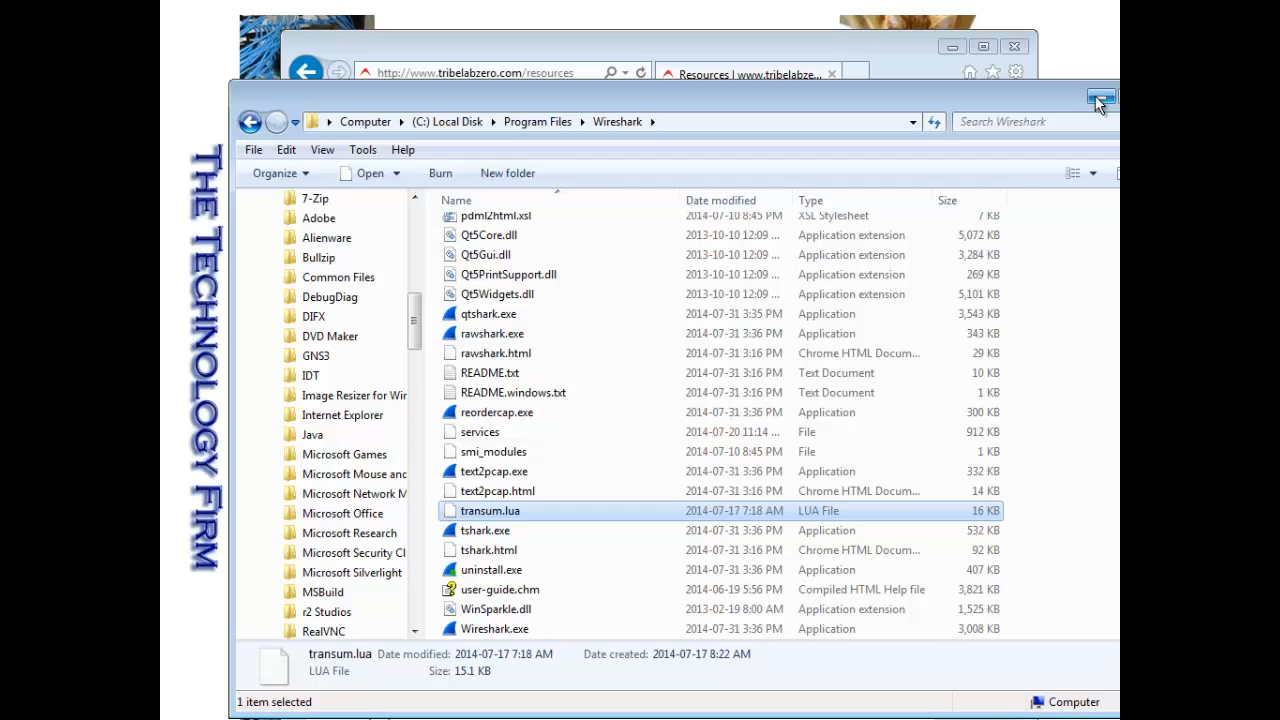 http://www.tribelabzero.com/resources
Resources | www.tribelabze...
Computer (C:) Local Disk Program Files Wireshark
Search Wireshark
File Edit View Tools Help
Organize Open Burn New folder
THE TECHNOLOGY FIRM
7-Zip
Adobe
Alienware
Bullzip
Common Files
DebugDiag
DIFX
DVD Maker
GNS3
IDT
Image Resizer for Wir
Internet Explorer
Java
Microsoft Games
Microsoft Mouse and
Microsoft Network M
Microsoft Office
Microsoft Research
Microsoft Security Cl
Microsoft Silverlight
MSBuild
r2 Studios
RealVNC
Name Date modified Type Size
pdml2html.xsl 2014-07-10 8:45 PM XSL Stylesheet 7 KB
Qt5Core.dll 2013-10-10 12:09 ... Application extension 5,072 KB
Qt5Gui.dll 2013-10-10 12:09 ... Application extension 3,284 KB
Qt5PrintSupport.dll 2013-10-10 12:09 ... Application extension 269 KB
Qt5Widgets.dll 2013-10-10 12:09 ... Application extension 5,101 KB
qtshark.exe 2014-07-31 3:35 PM Application 3,543 KB
rawshark.exe 2014-07-31 3:36 PM Application 343 KB
rawshark.html 2014-07-31 3:16 PM Chrome HTML Docum... 29 KB
README.txt 2014-07-31 3:16 PM Text Document 10 KB
README.windows.txt 2014-07-31 3:16 PM Text Document 1 KB
reordercap.exe 2014-07-31 3:36 PM Application 300 KB
services 2014-07-20 11:14 ... File 912 KB
smi_modules 2014-07-10 8:45 PM File 1 KB
text2pcap.exe 2014-07-31 3:36 PM Application 332 KB
text2pcap.html 2014-07-31 3:16 PM Chrome HTML Docum... 14 KB
transum.lua 2014-07-17 7:18 AM LUA File 16 KB
tshark.exe 2014-07-31 3:36 PM Application 532 KB
tshark.html 2014-07-31 3:16 PM Chrome HTML Docum... 92 KB
uninstall.exe 2014-07-31 3:36 PM Application 407 KB
user-guide.chm 2014-06-19 5:56 PM Compiled HTML Help file 3,821 KB
WinSparkle.dll 2013-02-19 8:00 AM Application extension 1,525 KB
Wireshark.exe 2014-07-31 3:36 PM Application 3,008 KB
transum.lua Date modified: 2014-07-17 7:18 AM Date created: 2014-07-17 8:22 AM
LUA File Size: 15.1 KB
1 item selected Computer